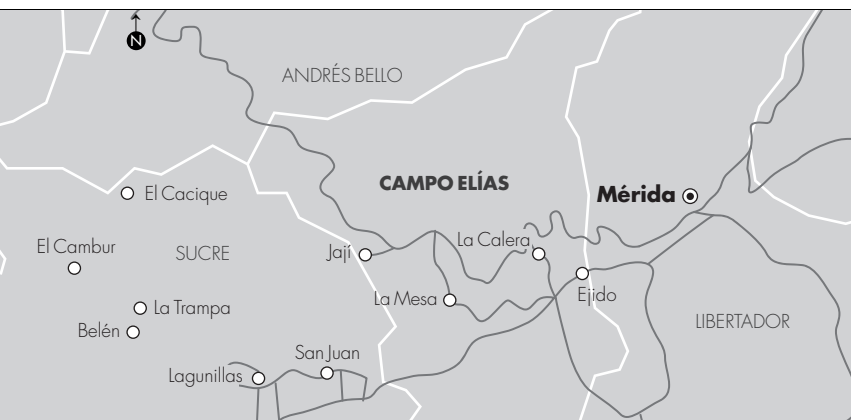 N
ANDRÉS BELLO
CAMPO ELÍAS
Mérida
El Cacique
El Cambur
SUCRE
Jají
La Calera
La Trampa
La Mesa
Ejido
Belén
LIBERTADOR
San Juan
Lagunillas